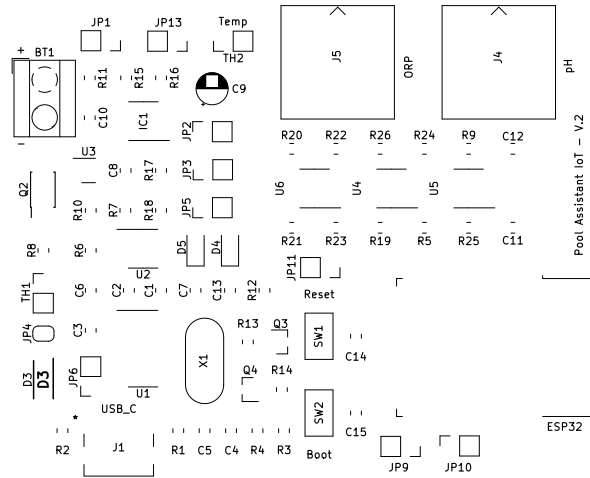 JP1
JP13
Temp
TH2
+
BT1
R11
R15
R16
C9
J5
ORP
J4
pH
C10
IC1
JP2
R20
R22
R26
R24
R9
C12
-
U3
C8
R17
JP3
Q2
U6
U4
U5
Pool Assistant IoT - V.2
R10
R7
R18
JP5
R21
R23
R19
R5
R25
C11
R8
R6
U2
D5
D4
JP11
TH1
C6
C2
C1
C7
C13
R12
Reset
JP4
C3
X1
R13
Q3
SW1
C14
D3
D3
JP6
U1
Q4
R14
USB_C
*
SW2
C15
ESP32
R2
J1
R1
C5
C4
R4
R3
Boot
JP9
JP10